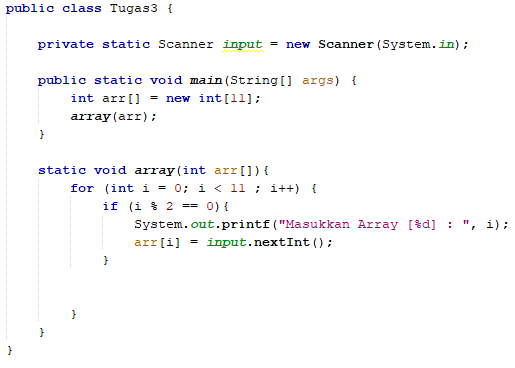 public class Tugas3 {
private static Scanner input = new Scanner(System.in);
public static void main(String[] args) {
int arr[] = new int[11];
array(arr);
}
static void array(int arr[]){
for (int i = 0; i < 11 ; i++) {
if (i % 2 == 0){
System.out.printf("Masukkan Array [%d] : ", i);
arr[i] = input.nextInt();
}
}
}
}